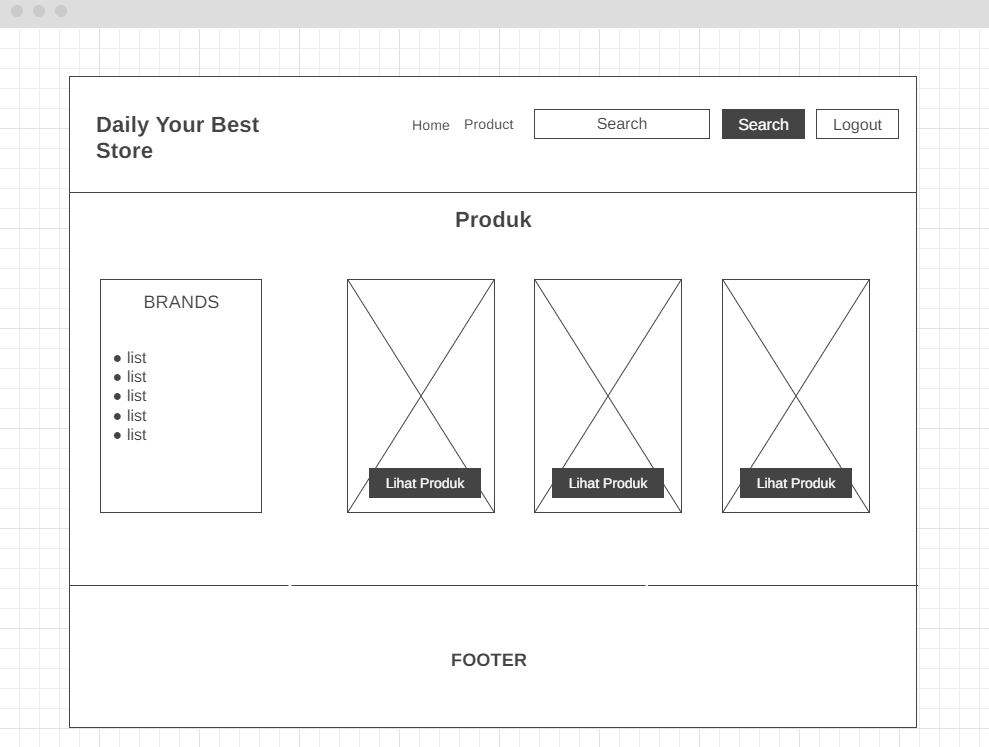 Daily Your Best
Store
Home
Product
Search
Search
Logout
Produk
BRANDS
● list
● list
● list
● list
● list
Lihat Produk
Lihat Produk
Lihat Produk
FOOTER